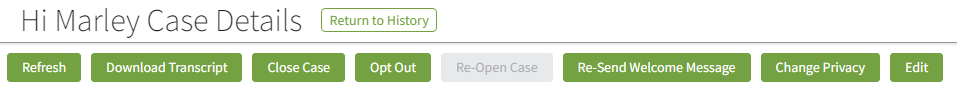 Hi Marley Case Details Return to History
Refresh Download Transcript Close Case Opt Out Re-Open Case Re-Send Welcome Message Change Privacy Edit